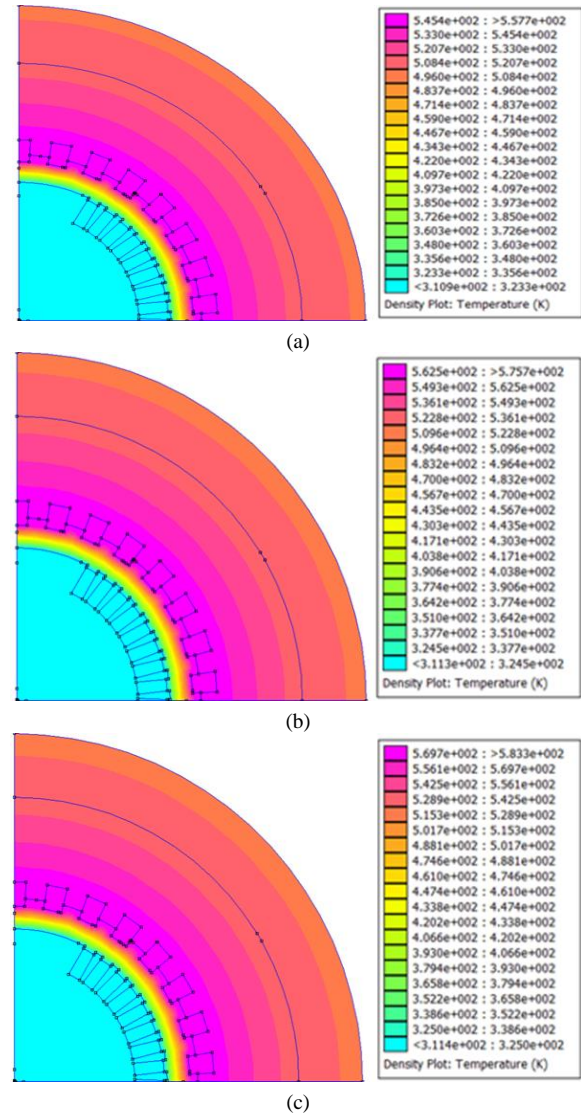 5.454e+002 : >5.577e+002
5.330e+002 : 5.454e+002
5.207e+002 : 5.330e+002
5.084e+002 : 5.207e+002
4.960e+002 : 5.084e+002
4.837e+002 : 4.960e+002
4.714e+002 : 4.837e+002
4.590e+002 : 4.714e+002
4.467e+002 : 4.590e+002
4.343e+002 : 4.467e+002
4.220e+002 : 4.343e+002
4.097e+002 : 4.220e+002
3.973e+002 : 4.097e+002
3.850e+002 : 3.973e+002
3.726e+002 : 3.850e+002
3.603e+002 : 3.726e+002
3.480e+002 : 3.603e+002
3.356e+002 : 3.480e+002
3.233e+002 : 3.356e+002
<3.109e+002 : 3.233e+002
Density Plot: Temperature (K)
(a)
5.625e+002 : >5.757e+002
5.493e+002 : 5.625e+002
5.361e+002 : 5.493e+002
5.228e+002 : 5.361e+002
5.096e+002 : 5.228e+002
4.964e+002 : 5.096e+002
4.832e+002 : 4.964e+002
4.700e+002 : 4.832e+002
4.567e+002 : 4.700e+002
4.435e+002 : 4.567e+002
4.303e+002 : 4.435e+002
4.171e+002 : 4.303e+002
4.038e+002 : 4.171e+002
3.906e+002 : 4.038e+002
3.774e+002 : 3.906e+002
3.642e+002 : 3.774e+002
3.510e+002 : 3.642e+002
3.377e+002 : 3.510e+002
3.245e+002 : 3.377e+002
<3.113e+002 : 3.245e+002
Density Plot: Temperature (K)
(b)
5.697e+002 : >5.833e+002
5.561e+002 : 5.697e+002
5.425e+002 : 5.561e+002
5.289e+002 : 5.425e+002
5.153e+002 : 5.289e+002
5.017e+002 : 5.153e+002
4.881e+002 : 5.017e+002
4.746e+002 : 4.881e+002
4.610e+002 : 4.746e+002
4.474e+002 : 4.610e+002
4.338e+002 : 4.474e+002
4.202e+002 : 4.338e+002
4.066e+002 : 4.202e+002
3.930e+002 : 4.066e+002
3.794e+002 : 3.930e+002
3.658e+002 : 3.794e+002
3.522e+002 : 3.658e+002
3.386e+002 : 3.522e+002
3.250e+002 : 3.386e+002
<3.114e+002 : 3.250e+002
Density Plot: Temperature (K)
(c)